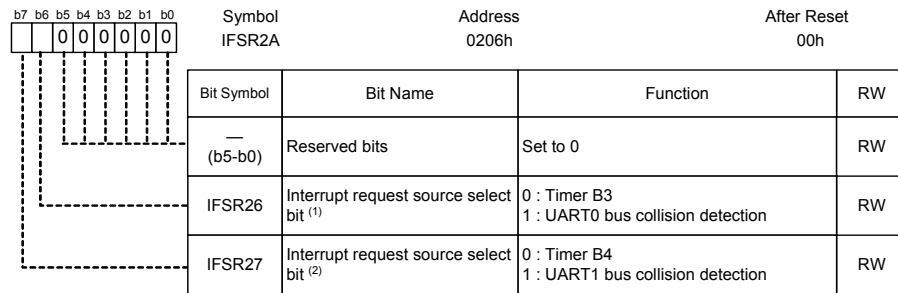 b7 b6 b5 b4 b3 b2 b1 b0
0 0 0 0 0 0
Symbol Address After Reset
IFSR2A 0206h 00h
Bit Symbol Bit Name Function RW
—
(b5-b0) Reserved bits Set to 0 RW
IFSR26 Interrupt request source select
bit (1) 0 : Timer B3
1 : UART0 bus collision detection RW
IFSR27 Interrupt request source select
bit (2) 0 : Timer B4
1 : UART1 bus collision detection RW